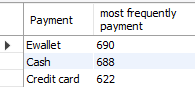 Payment most frequently
payment
Ewallet 690
Cash 688
Credit card 622